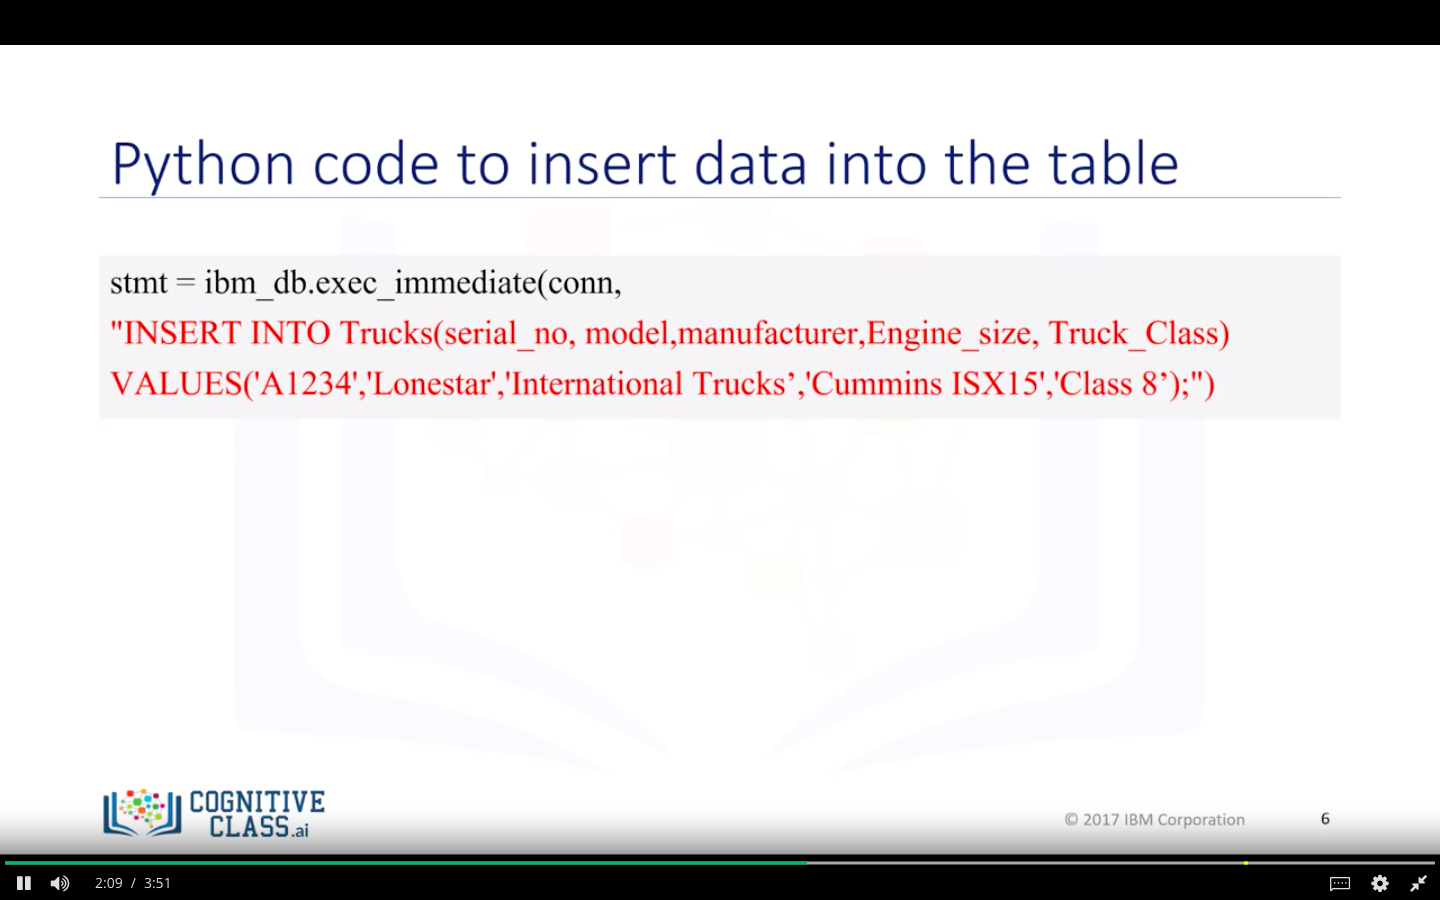 Python code to insert data into the table
stmt = ibm_db.exec_immediate(conn,
"INSERT INTO Trucks(serial_no, model,manufacturer,Engine_size, Truck_Class)
VALUES('A1234','Lonestar','International Trucks’,'Cummins ISX15','Class 8’);")
COGNITIVE
CLASS.ai
© 2017 IBM Corporation
6
2:09 / 3:51